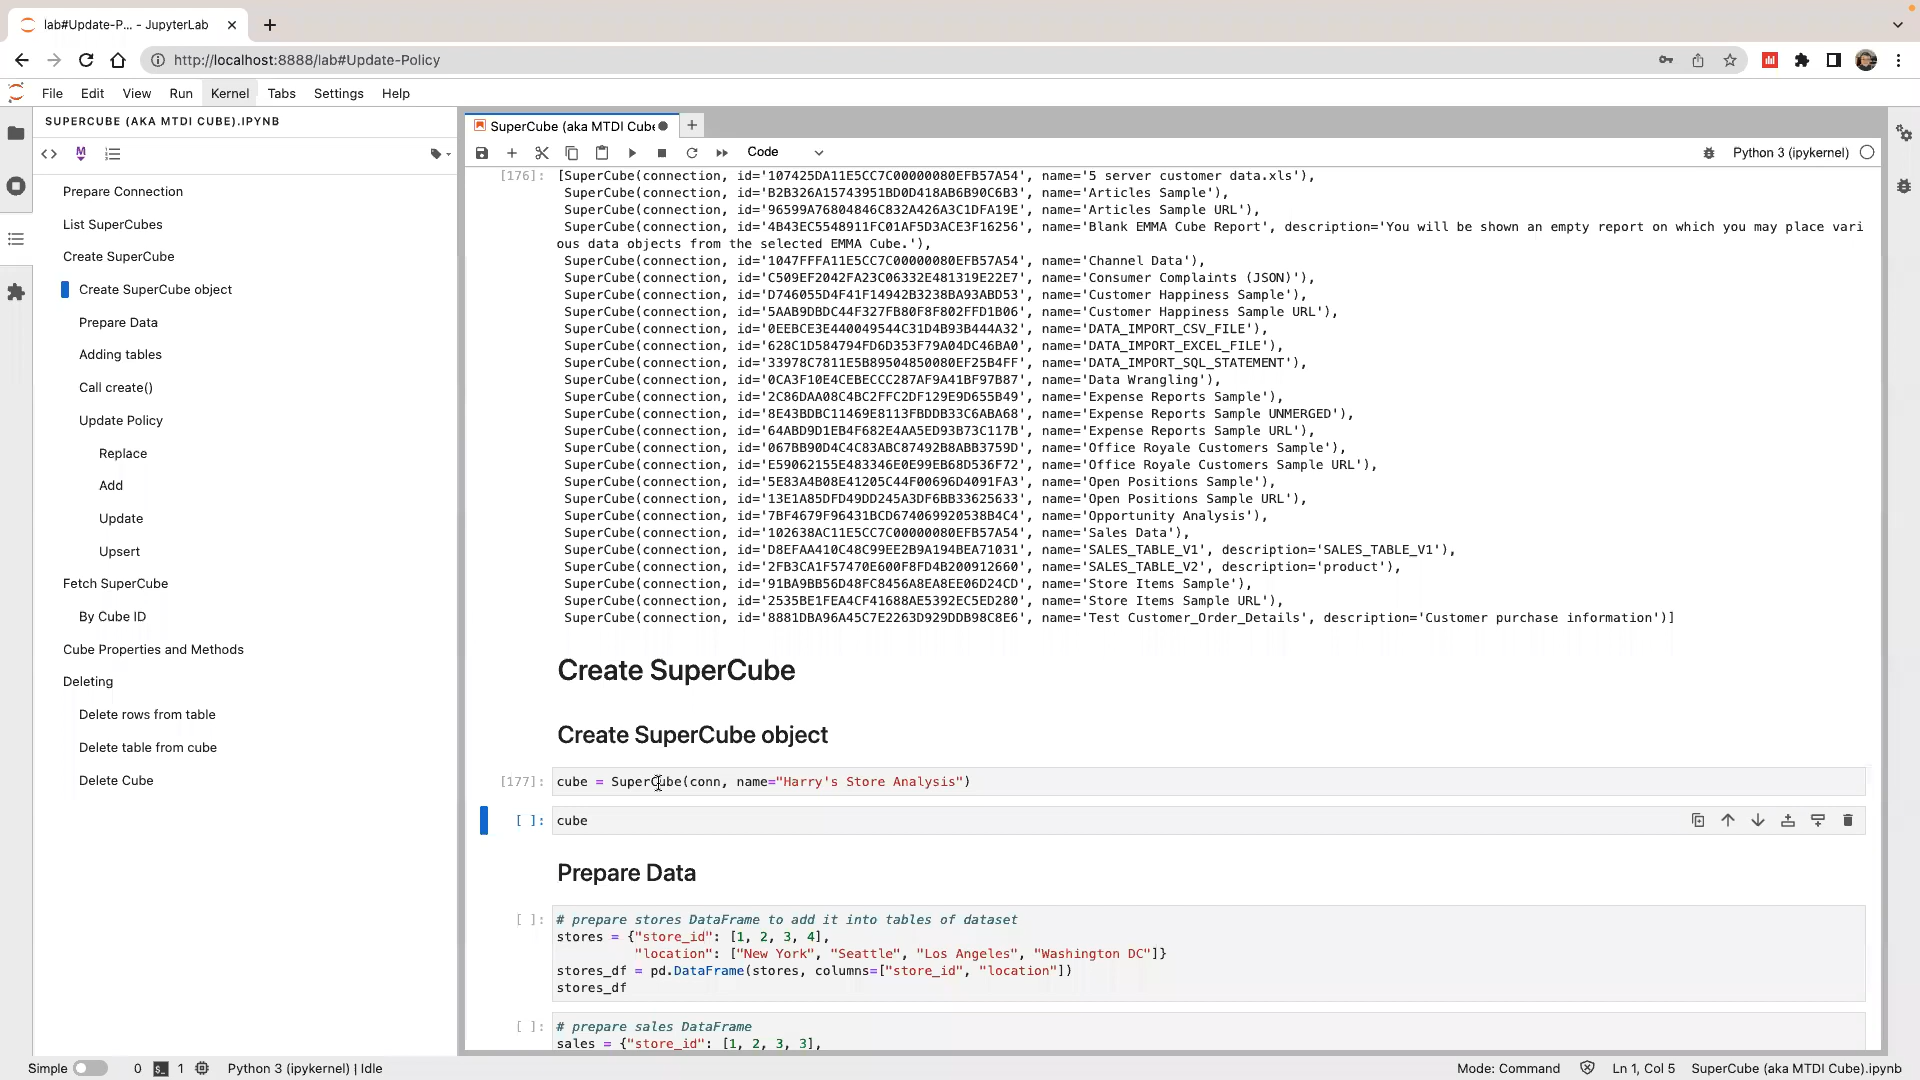 lab#Update-P... - JupyterLab
http://localhost:8888/lab#Update-Policy
File Edit View Run Kernel Tabs Settings Help
SUPERCUBE (AKA MTDI CUBE).IPYNB
Prepare Connection
List SuperCubes
Create SuperCube
Create SuperCube object
Prepare Data
Adding tables
Call create()
Update Policy
Replace
Add
Update
Upsert
Fetch SuperCube
By Cube ID
Cube Properties and Methods
Deleting
Delete rows from table
Delete table from cube
Delete Cube
SuperCube (aka MTDI Cube
Code
Python 3 (ipykernel)
[176]: [SuperCube(connection, id='107425DA11E5CC7C00000080EFB57A54', name='5 server customer data.xls'),
SuperCube(connection, id='B2B326A15743951BD0D418AB6B90C6B3', name='Articles Sample'),
SuperCube(connection, id='96599A76804846C832A426A3C1DFA19E', name='Articles Sample URL'),
SuperCube(connection, id='4B43EC5548911FC01AF5D3ACE3F16256', name='Blank EMMA Cube Report', description='You will be shown an empty report on which you may place vari
ous data objects from the selected EMMA Cube.'),
SuperCube(connection, id='1047FFFA11E5CC7C00000080EFB57A54', name='Channel Data'),
SuperCube(connection, id='C509EF2042FA23C06332E481319E22E7', name='Consumer Complaints (JSON)'),
SuperCube(connection, id='D746055D4F41F14942B3238BA93ABD53', name='Customer Happiness Sample'),
SuperCube(connection, id='5AAB9DBDC44F327FB80F8F802FFD1B06', name='Customer Happiness Sample URL'),
SuperCube(connection, id='0EEBCE3E440049544C31D4B93B444A32', name='DATA_IMPORT_CSV_FILE'),
SuperCube(connection, id='628C1D584794FD6D353F79A04DC46BA0', name='DATA_IMPORT_EXCEL_FILE'),
SuperCube(connection, id='33978C7811E5B89504850080EF25B4FF', name='DATA_IMPORT_SQL_STATEMENT'),
SuperCube(connection, id='0CA3F10E4CEBECCC287AF9A41BF97B87', name='Data Wrangling'),
SuperCube(connection, id='2C86DAA08C4BC2FFC2DF129E9D655B49', name='Expense Reports Sample'),
SuperCube(connection, id='8E43BDBC11469E8113FBDDB33C6ABA68', name='Expense Reports Sample UNMERGED'),
SuperCube(connection, id='64ABD9D1EB4F682E4AA5ED93B73C117B', name='Expense Reports Sample URL'),
SuperCube(connection, id='067BB90D4C4C83ABC87492B8ABB3759D', name='Office Royale Customers Sample'),
SuperCube(connection, id='E59062155E483346E0E99EB68D536F72', name='Office Royale Customers Sample URL'),
SuperCube(connection, id='5E83A4B08E41205C44F00696D4091FA3', name='Open Positions Sample'),
SuperCube(connection, id='13E1A85DFD49DD245A3DF6BB33625633', name='Open Positions Sample URL'),
SuperCube(connection, id='7BF4679F96431BCD674069920538B4C4', name='Opportunity Analysis'),
SuperCube(connection, id='102638AC11E5CC7C00000080EFB57A54', name='Sales Data'),
SuperCube(connection, id='D8EFAA410C48C99EE2B9A194BEA71031', name='SALES_TABLE_V1', description='SALES_TABLE_V1'),
SuperCube(connection, id='2FB3CA1F57470E600F8FD4B200912660', name='SALES_TABLE_V2', description='product'),
SuperCube(connection, id='91BA9BB56D48FC8456A8EA8EE06D24CD', name='Store Items Sample'),
SuperCube(connection, id='2535BE1FEA4CF41688AE5392EC5ED280', name='Store Items Sample URL'),
SuperCube(connection, id='8881DBA96A45C7E2263D929DDB98C8E6', name='Test Customer_Order_Details', description='Customer purchase information')]
Create SuperCube
Create SuperCube object
[177]: cube = SuperCube(conn, name="Harry's Store Analysis")
[ ]: cube
Prepare Data
[ ]: # prepare stores DataFrame to add it into tables of dataset
stores = {"store_id": [1, 2, 3, 4],
"location": ["New York", "Seattle", "Los Angeles", "Washington DC"]}
stores_df = pd.DataFrame(stores, columns=["store_id", "location"])
stores_df
[ ]: # prepare sales DataFrame
sales = {"store_id": [1, 2, 3, 3],
Simple 0 1 Python 3 (ipykernel) | Idle Mode: Command Ln 1, Col 5 SuperCube (aka MTDI Cube).ipynb